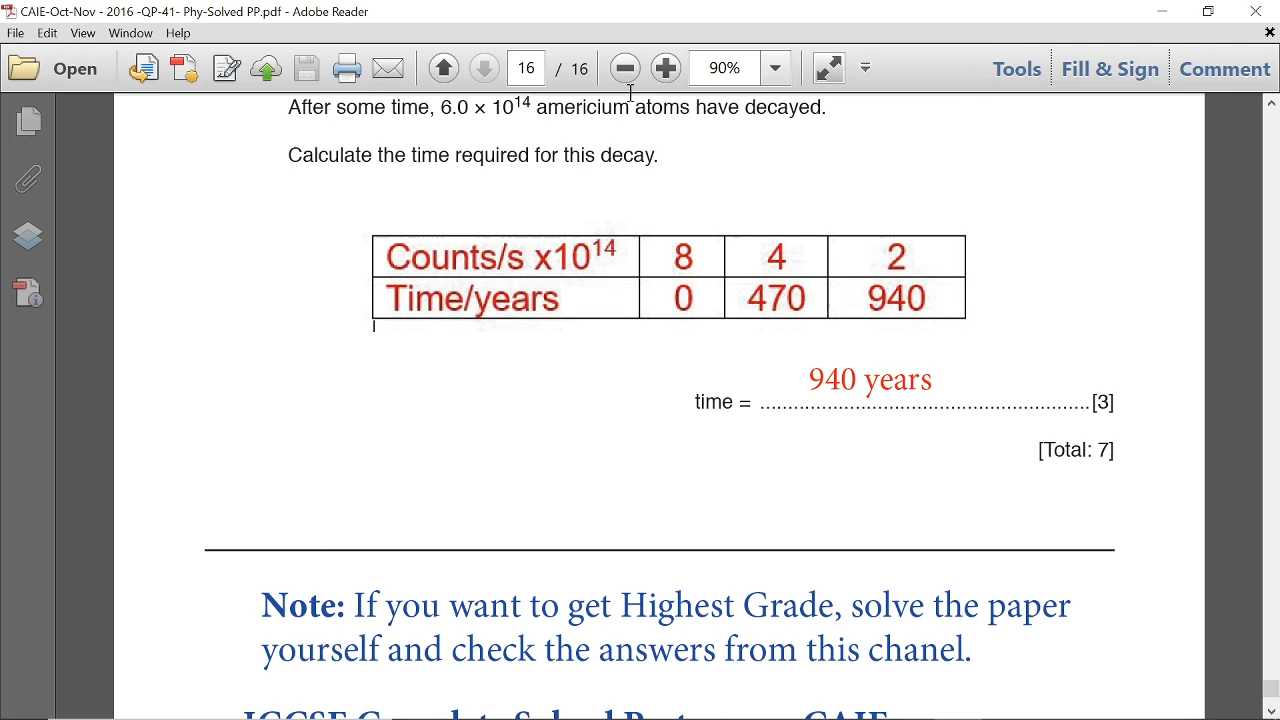 CAIE-Oct-Nov - 2016 -QP-41- Phy-Solved PP.pdf - Adobe Reader
File Edit View Window Help
Open 16 / 16 90% Tools Fill & Sign Comment
After some time, 6.0 × 10¹⁴ americium atoms have decayed.
Calculate the time required for this decay.
Counts/s x10¹⁴ 8 4 2
Time/years 0 470 940
940 years
time = ............................................................[3]
[Total: 7]
Note: If you want to get Highest Grade, solve the paper
yourself and check the answers from this chanel.